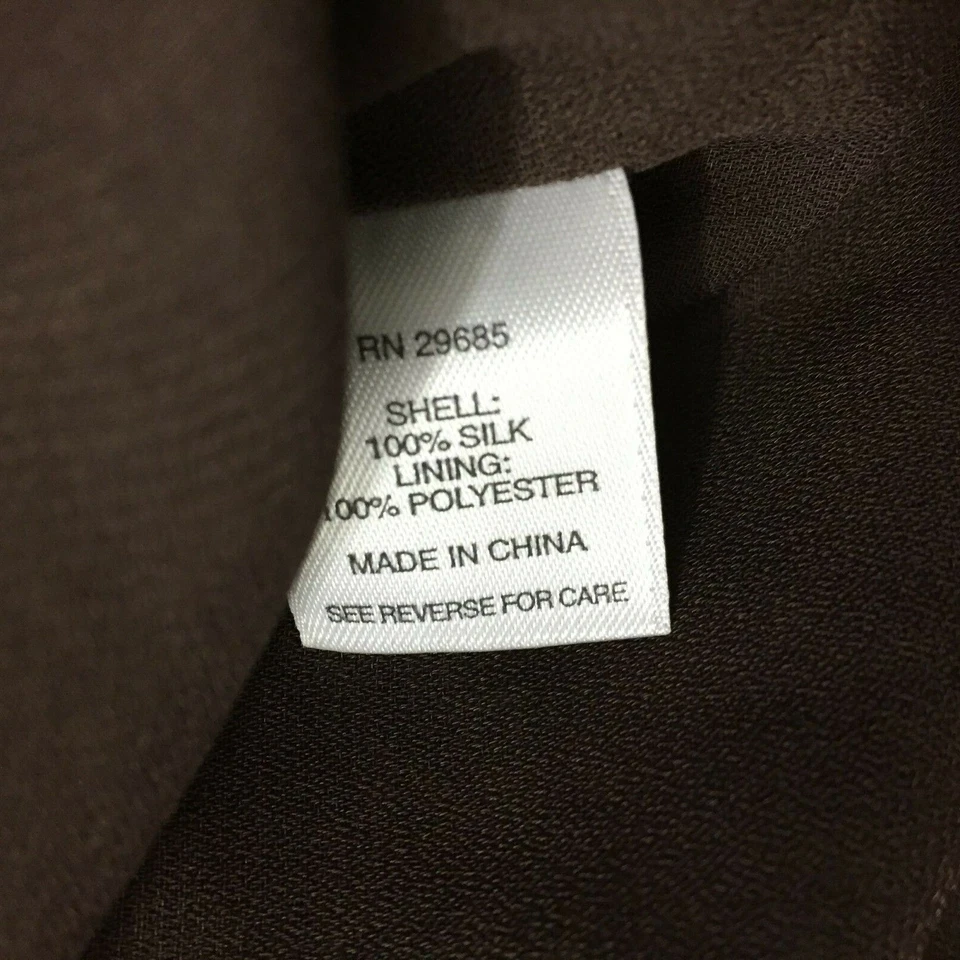 RN 29685
SHELL:
100% SILK
LINING:
100% POLYESTER
MADE IN CHINA
SEE REVERSE FOR CARE